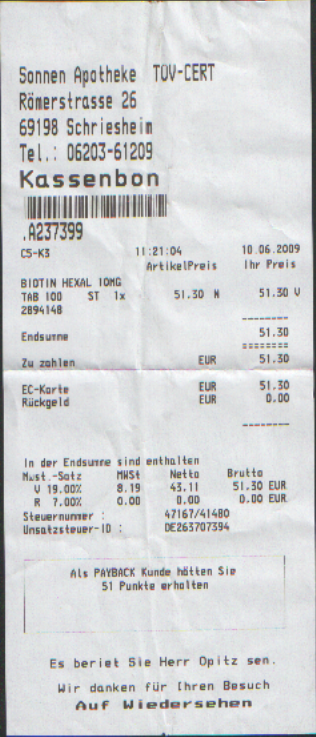 Sonnen Apotheke TÜV-CERT
Römerstrasse 26
69198 Schriesheim
Tel.: 06203-61209
Kassenbon
.A237399
C5-K3 11:21:04 10.06.2009
ArtikelPreis Ihr Preis
BIOTIN HEXAL 10MG
TAB 100 ST 1x 51.30 N 51.30 V
2894148
--------
Endsumme 51.30
========
Zu zahlen EUR 51.30
EC-Karte EUR 51.30
Rückgeld EUR 0.00
--------
In der Endsumme sind enthalten
Mwst.-Satz MWSt Netto Brutto
V 19.00% 8.19 43.11 51.30 EUR
R 7.00% 0.00 0.00 0.00 EUR
Steuernummer : 47167/41480
Umsatzsteuer-ID : DE263707394
Als PAYBACK Kunde hätten Sie
51 Punkte erhalten
Es beriet Sie Herr Opitz sen.
Wir danken für Ihren Besuch
Auf Wiedersehen